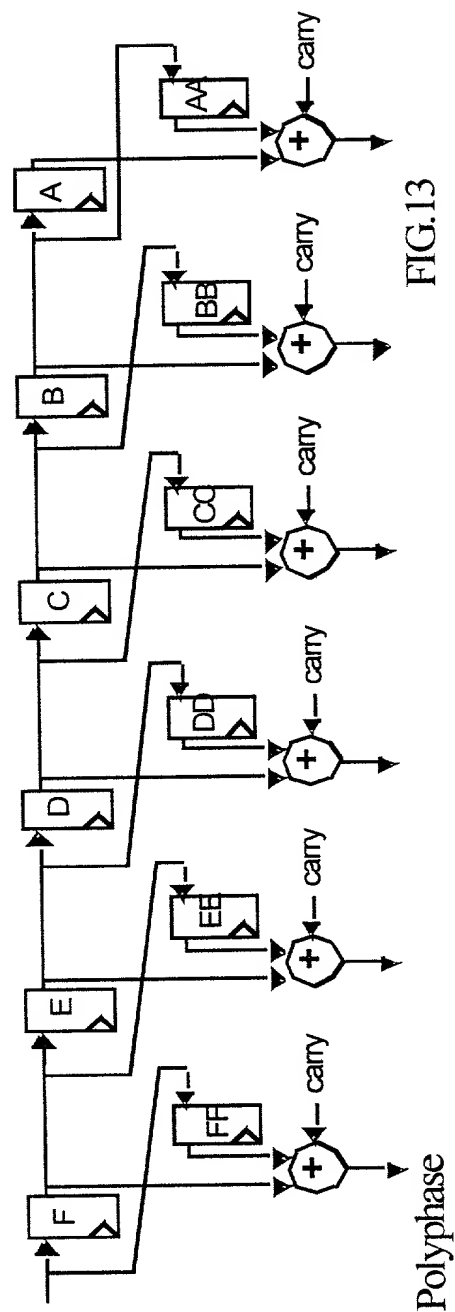 F
E
D
C
B
A
FF
EE
DD
CC
BB
AA
+
+
+
+
+
+
carry
carry
carry
carry
carry
carry
Polyphase
FIG.13